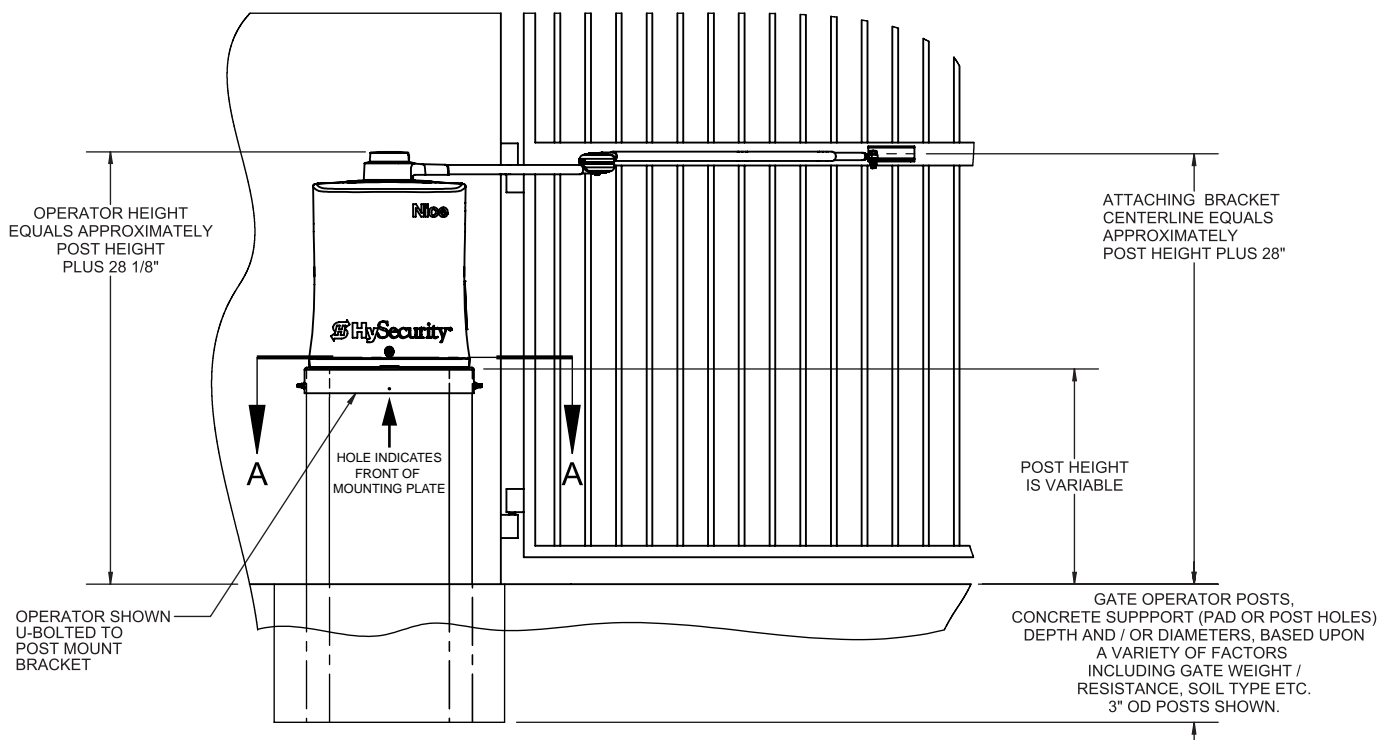 OPERATOR HEIGHT
EQUALS APPROXIMATELY
POST HEIGHT
PLUS 28 1/8"
Nice
HySecurity
ATTACHING BRACKET
CENTERLINE EQUALS
APPROXIMATELY
POST HEIGHT PLUS 28"
A
HOLE INDICATES
FRONT OF
MOUNTING PLATE
A
POST HEIGHT
IS VARIABLE
OPERATOR SHOWN
U-BOLTED TO
POST MOUNT
BRACKET
GATE OPERATOR POSTS,
CONCRETE SUPPPORT (PAD OR POST HOLES)
DEPTH AND / OR DIAMETERS, BASED UPON
A VARIETY OF FACTORS
INCLUDING GATE WEIGHT /
RESISTANCE, SOIL TYPE ETC.
3" OD POSTS SHOWN.